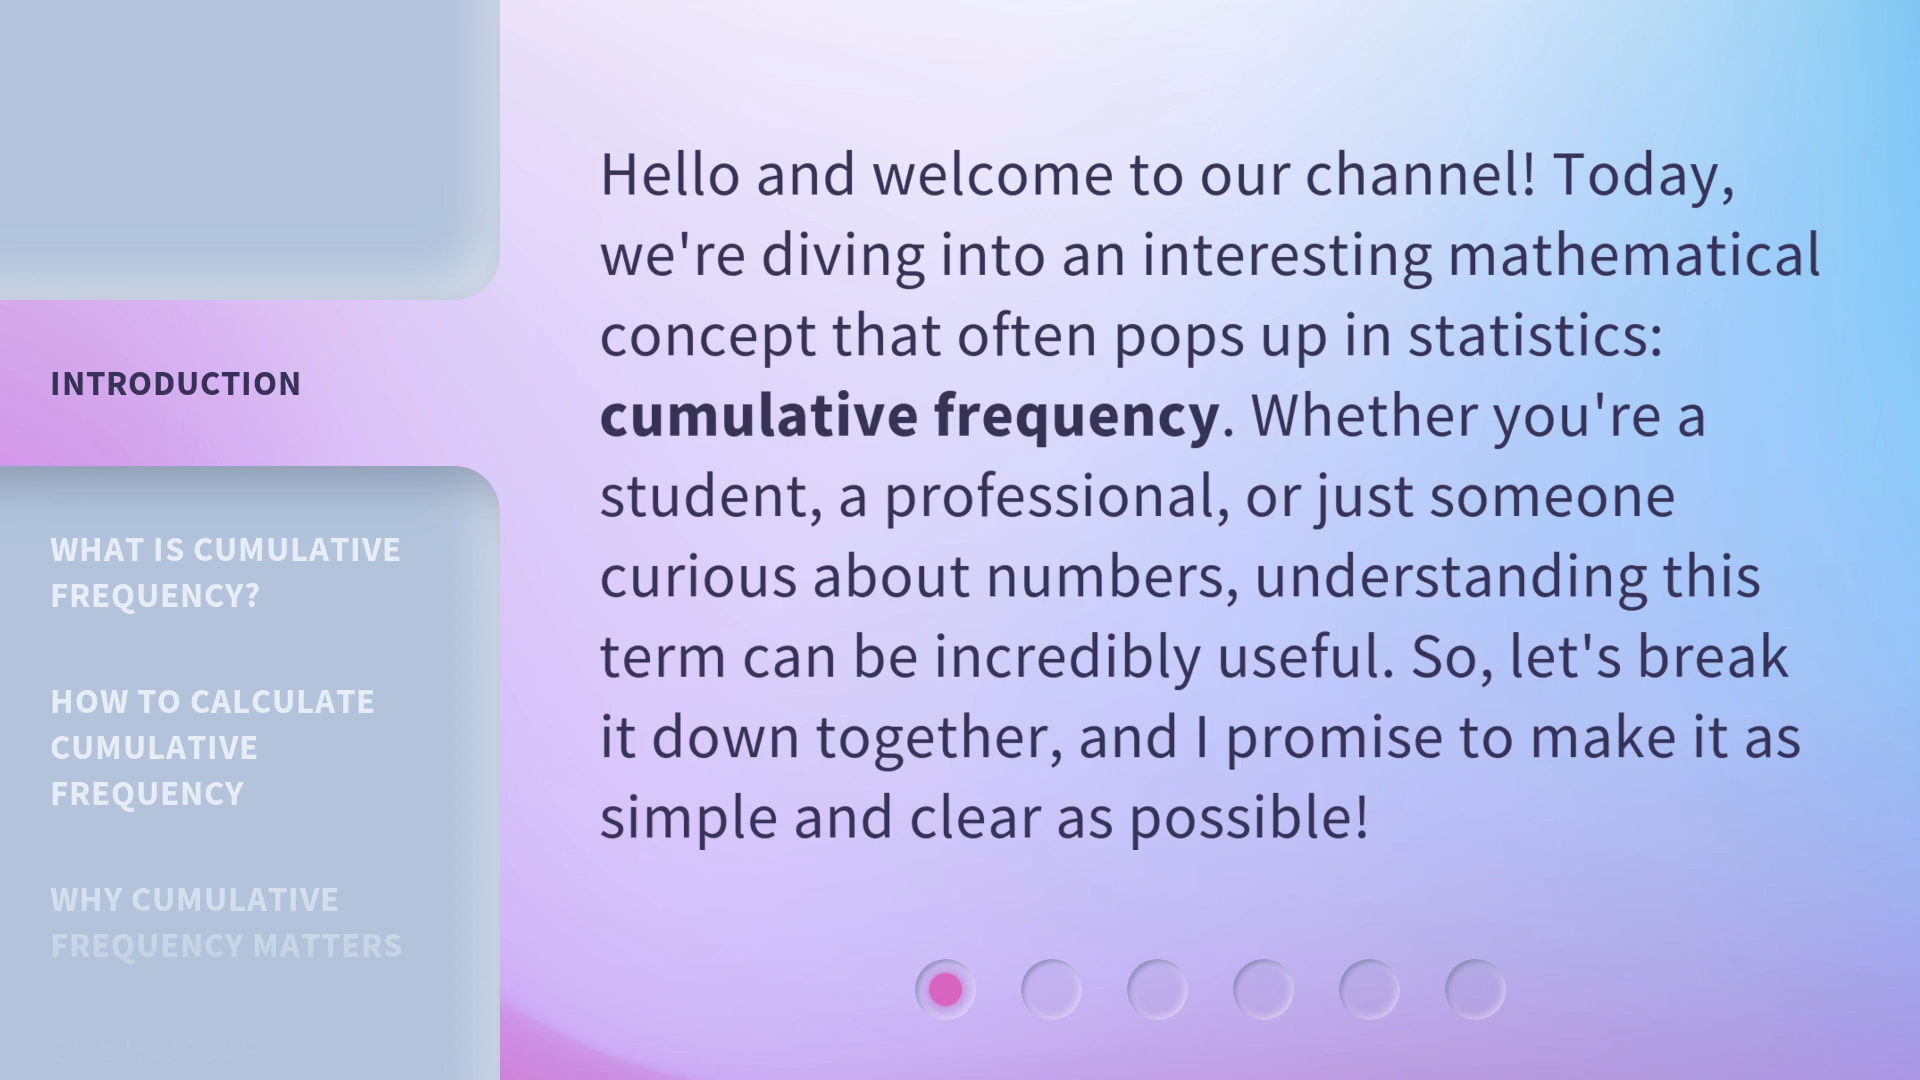 INTRODUCTION
WHAT IS CUMULATIVE
FREQUENCY?
HOW TO CALCULATE
CUMULATIVE
FREQUENCY
WHY CUMULATIVE
FREQUENCY MATTERS
CUMULATIVE
Hello and welcome to our channel! Today,
we're diving into an interesting mathematical
concept that often pops up in statistics:
cumulative frequency. Whether you're a
student, a professional, or just someone
curious about numbers, understanding this
term can be incredibly useful. So, let's break
it down together, and I promise to make it as
simple and clear as possible!